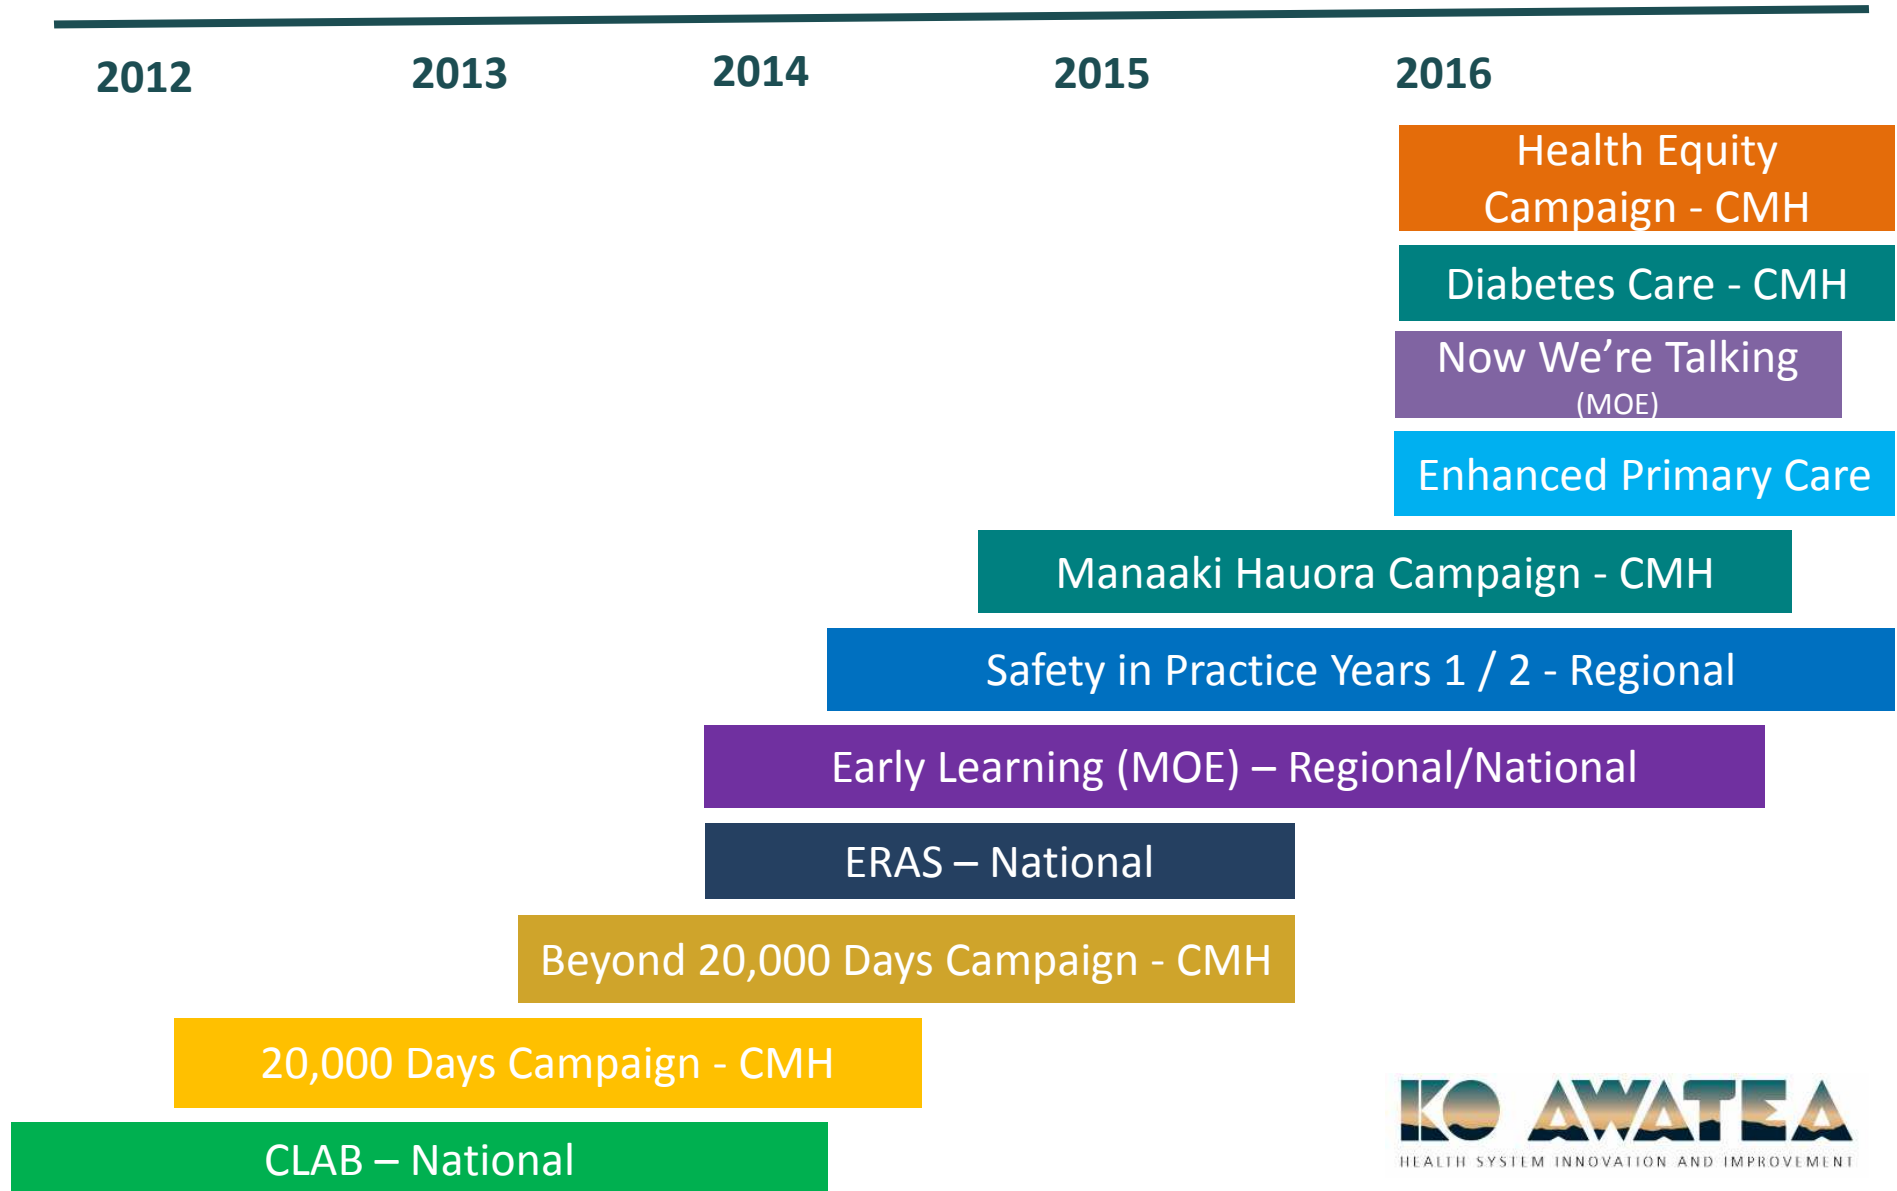 2012 2013 2014 2015 2016
Health Equity
Campaign - CMH
Diabetes Care - CMH
Now We’re Talking
(MOE)
Enhanced Primary Care
Manaaki Hauora Campaign - CMH
Safety in Practice Years 1 / 2 - Regional
Early Learning (MOE) – Regional/National
ERAS – National
Beyond 20,000 Days Campaign - CMH
20,000 Days Campaign - CMH
CLAB – National
KO AWATEA
HEALTH SYSTEM INNOVATION AND IMPROVEMENT